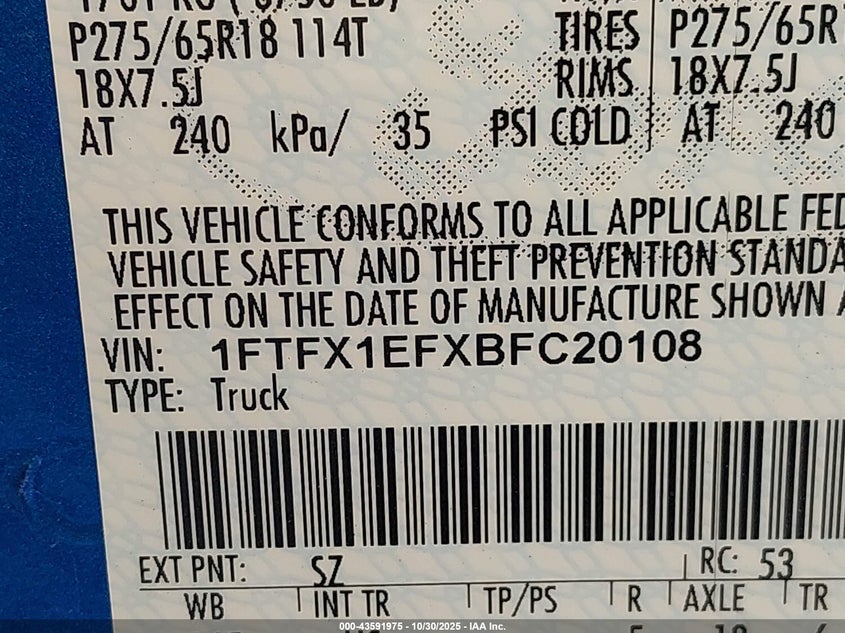 P275/65R18 114T TIRES P275/65R
18X7.5J RIMS 18X7.5J
AT 240 kPa/ 35 PSI COLD AT 240
THIS VEHICLE CONFORMS TO ALL APPLICABLE FED
VEHICLE SAFETY AND THEFT PREVENTION STANDA
EFFECT ON THE DATE OF MANUFACTURE SHOWN A
VIN: 1FTFX1EFXBFC20108
TYPE: Truck
EXT PNT: SZ RC: 53
WB INT TR TP/PS R AXLE TR
000-43591975 - 10/30/2025 - IAA Inc.